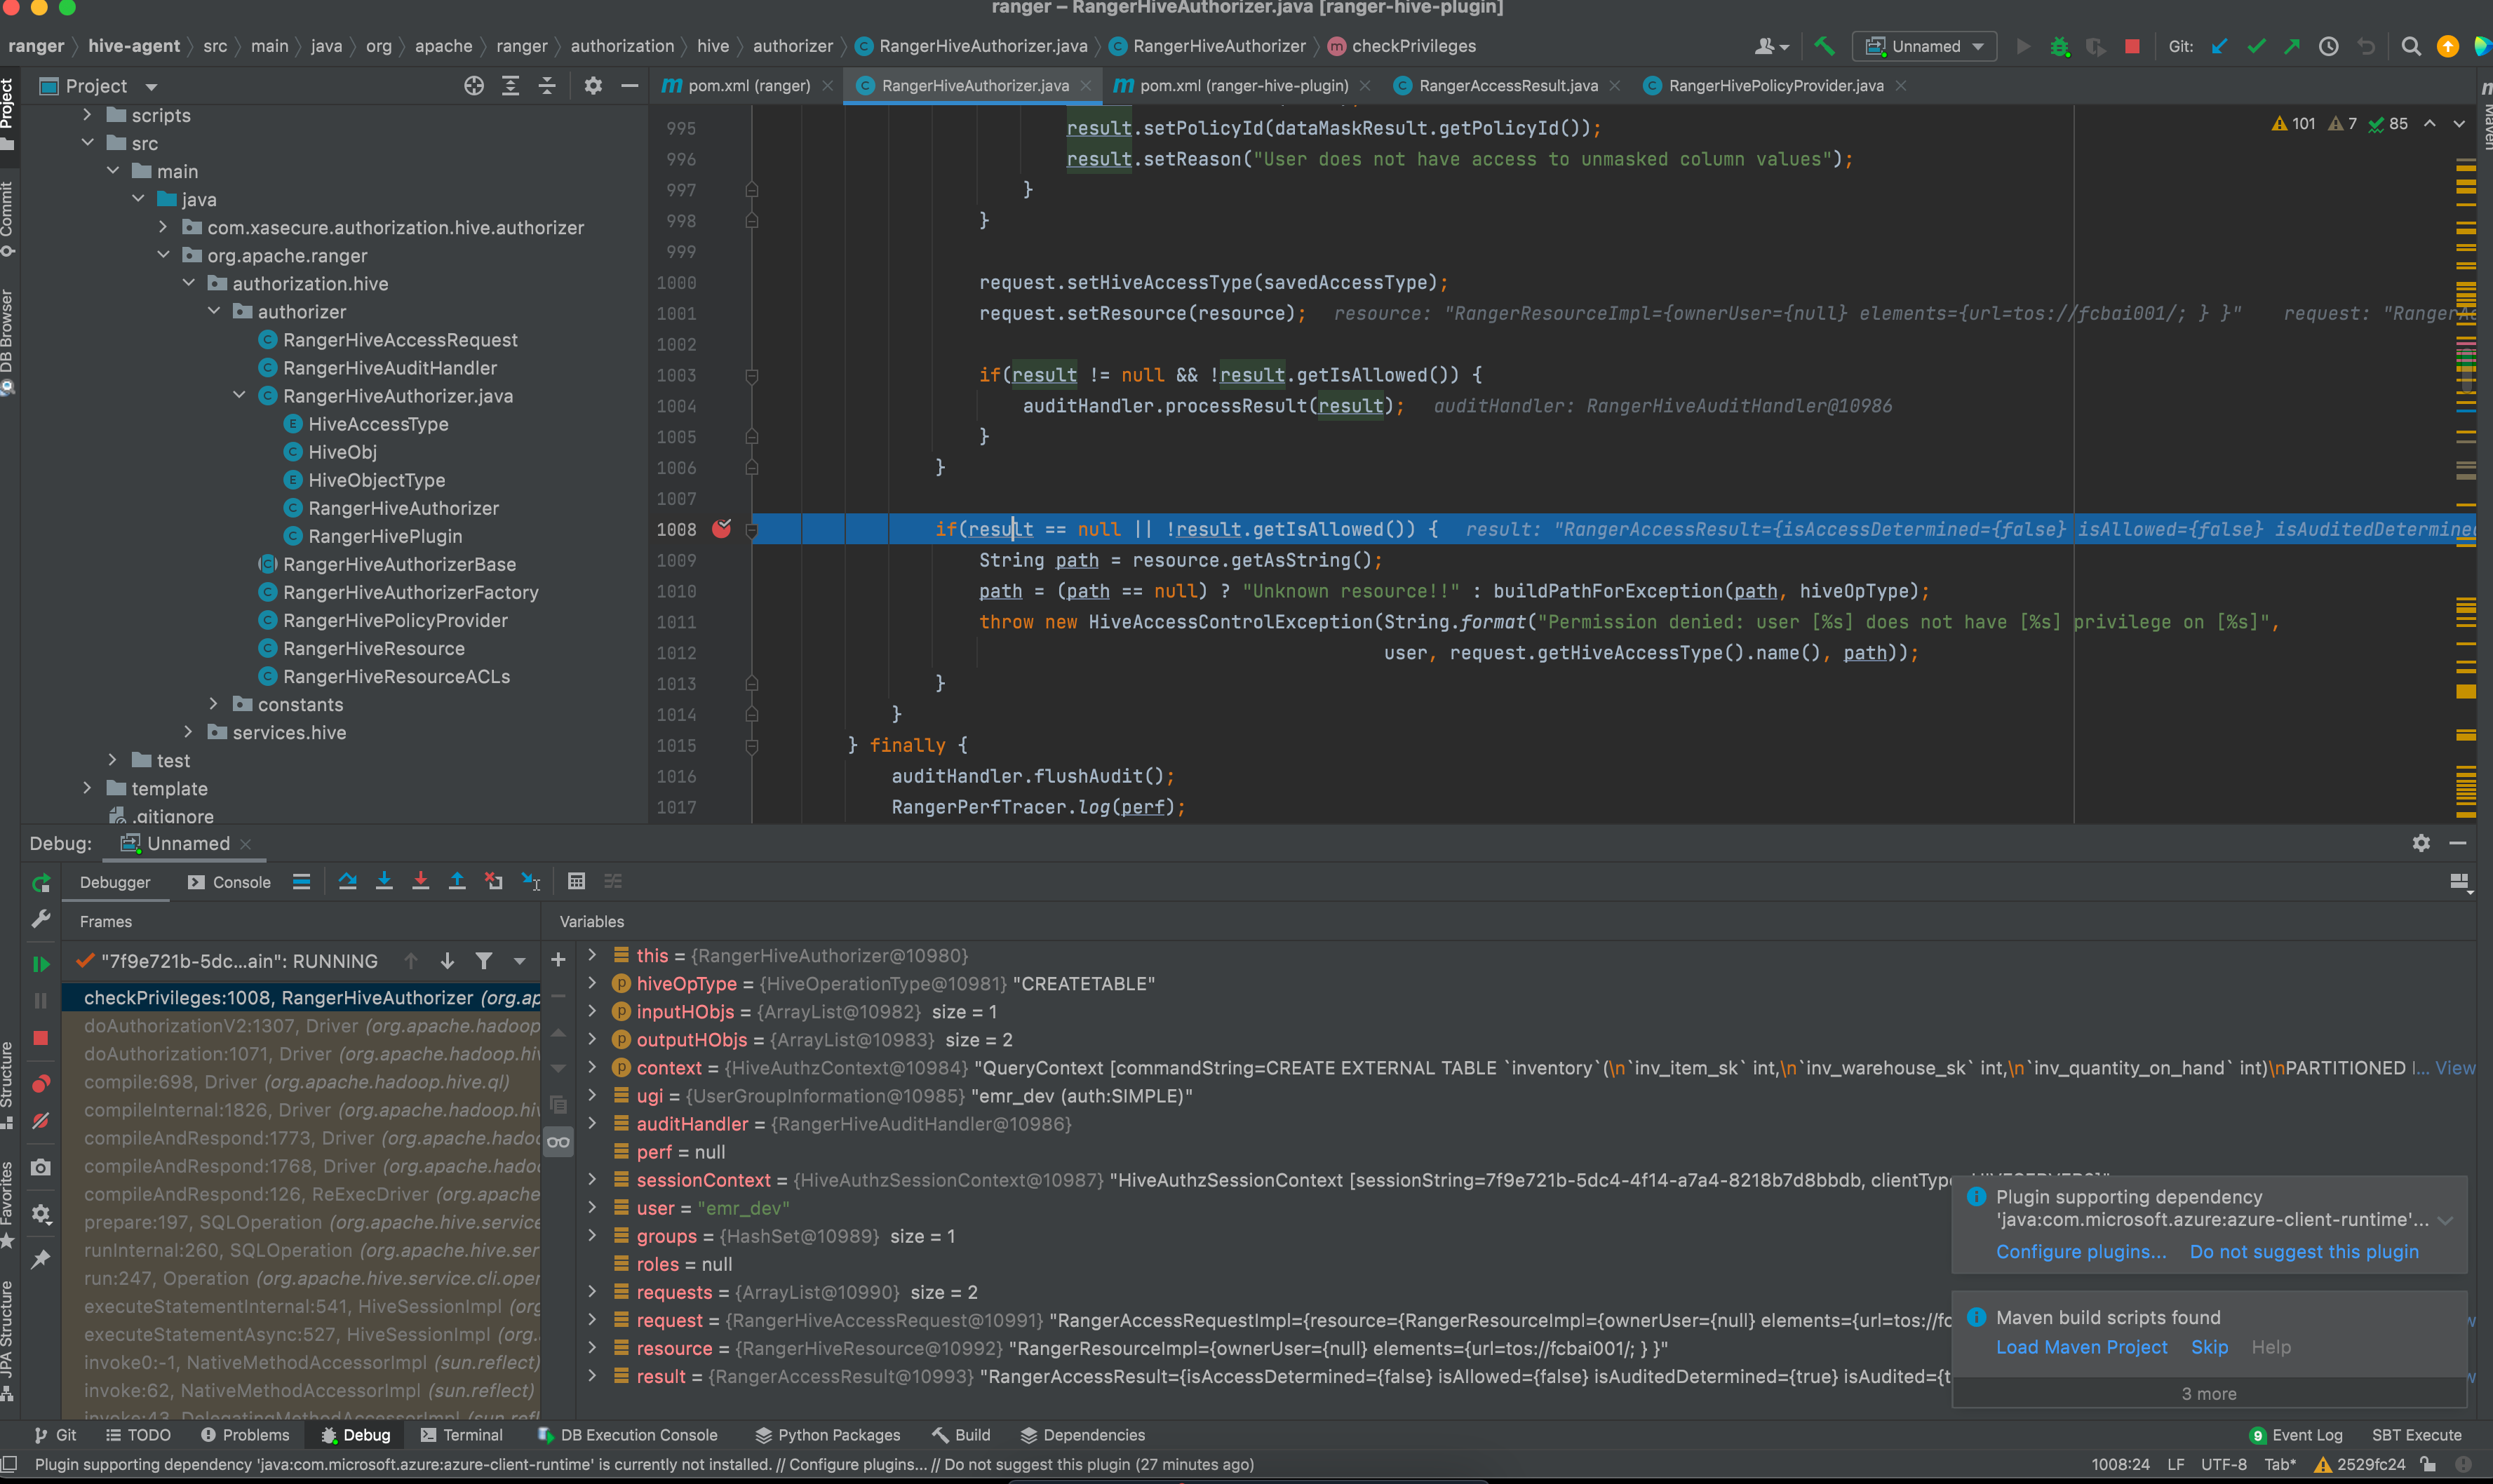 ranger – RangerHiveAuthorizer.java [ranger-hive-plugin]
ranger hive-agent src main java org apache ranger authorization hive authorizer RangerHiveAuthorizer.java RangerHiveAuthorizer checkPrivileges Unnamed Git:
Project pom.xml (ranger) RangerHiveAuthorizer.java pom.xml (ranger-hive-plugin) RangerAccessResult.java RangerHivePolicyProvider.java
Project
Commit
DB Browser
Structure
Favorites
JPA Structure
Maven
scripts
src
main
java
com.xasecure.authorization.hive.authorizer
org.apache.ranger
authorization.hive
authorizer
RangerHiveAccessRequest
RangerHiveAuditHandler
RangerHiveAuthorizer.java
HiveAccessType
HiveObj
HiveObjectType
RangerHiveAuthorizer
RangerHivePlugin
RangerHiveAuthorizerBase
RangerHiveAuthorizerFactory
RangerHivePolicyProvider
RangerHiveResource
RangerHiveResourceACLs
constants
services.hive
test
template
.gitignore
101 7 85
995 result.setPolicyId(dataMaskResult.getPolicyId());
996 result.setReason("User does not have access to unmasked column values");
997 }
998 }
999
1000 request.setHiveAccessType(savedAccessType);
1001 request.setResource(resource); resource: "RangerResourceImpl={ownerUser={null} elements={url=tos://fcbai001/; } }" request: "RangerAc
1002
1003 if(result != null && !result.getIsAllowed()) {
1004 auditHandler.processResult(result); auditHandler: RangerHiveAuditHandler@10986
1005 }
1006 }
1007
1008 if(result == null || !result.getIsAllowed()) { result: "RangerAccessResult={isAccessDetermined={false} isAllowed={false} isAuditedDetermined
1009 String path = resource.getAsString();
1010 path = (path == null) ? "Unknown resource!!" : buildPathForException(path, hiveOpType);
1011 throw new HiveAccessControlException(String.format("Permission denied: user [%s] does not have [%s] privilege on [%s]",
1012 user, request.getHiveAccessType().name(), path));
1013 }
1014 }
1015 } finally {
1016 auditHandler.flushAudit();
1017 RangerPerfTracer.log(perf);
Debug: Unnamed
Debugger Console
Frames
"7f9e721b-5dc...ain": RUNNING
checkPrivileges:1008, RangerHiveAuthorizer (org.ap
doAuthorizationV2:1307, Driver (org.apache.hadoop
doAuthorization:1071, Driver (org.apache.hadoop.hiv
compile:698, Driver (org.apache.hadoop.hive.ql)
compileInternal:1826, Driver (org.apache.hadoop.hiv
compileAndRespond:1773, Driver (org.apache.hadoo
compileAndRespond:1768, Driver (org.apache.hado
compileAndRespond:126, ReExecDriver (org.apache
prepare:197, SQLOperation (org.apache.hive.service
runInternal:260, SQLOperation (org.apache.hive.ser
run:247, Operation (org.apache.hive.service.cli.oper
executeStatementInternal:541, HiveSessionImpl (org
executeStatementAsync:527, HiveSessionImpl (org.
invoke0:-1, NativeMethodAccessorImpl (sun.reflect)
invoke:62, NativeMethodAccessorImpl (sun.reflect)
invoke:43, DelegatingMethodAccessorImpl (sun.refl
Variables
this = {RangerHiveAuthorizer@10980}
hiveOpType = {HiveOperationType@10981} "CREATETABLE"
inputHObjs = {ArrayList@10982} size = 1
outputHObjs = {ArrayList@10983} size = 2
context = {HiveAuthzContext@10984} "QueryContext [commandString=CREATE EXTERNAL TABLE `inventory`(\n`inv_item_sk` int,\n`inv_warehouse_sk` int,\n`inv_quantity_on_hand` int)\nPARTITIONED I... View
ugi = {UserGroupInformation@10985} "emr_dev (auth:SIMPLE)"
auditHandler = {RangerHiveAuditHandler@10986}
perf = null
sessionContext = {HiveAuthzSessionContext@10987} "HiveAuthzSessionContext [sessionString=7f9e721b-5dc4-4f14-a7a4-8218b7d8bbdb, clientType=HIVESERVER2]"
user = "emr_dev"
groups = {HashSet@10989} size = 1
roles = null
requests = {ArrayList@10990} size = 2
request = {RangerHiveAccessRequest@10991} "RangerAccessRequestImpl={resource={RangerResourceImpl={ownerUser={null} elements={url=tos://fc
resource = {RangerHiveResource@10992} "RangerResourceImpl={ownerUser={null} elements={url=tos://fcbai001/; } }"
result = {RangerAccessResult@10993} "RangerAccessResult={isAccessDetermined={false} isAllowed={false} isAuditedDetermined={true} isAudited={t
Plugin supporting dependency
'java:com.microsoft.azure:azure-client-runtime'...
Configure plugins... Do not suggest this plugin
Maven build scripts found
Load Maven Project Skip Help
3 more
Git TODO Problems Debug Terminal DB Execution Console Python Packages Build Dependencies 9 Event Log SBT Execute
Plugin supporting dependency 'java:com.microsoft.azure:azure-client-runtime' is currently not installed. // Configure plugins... // Do not suggest this plugin (27 minutes ago) 1008:24 LF UTF-8 Tab* 2529fc24